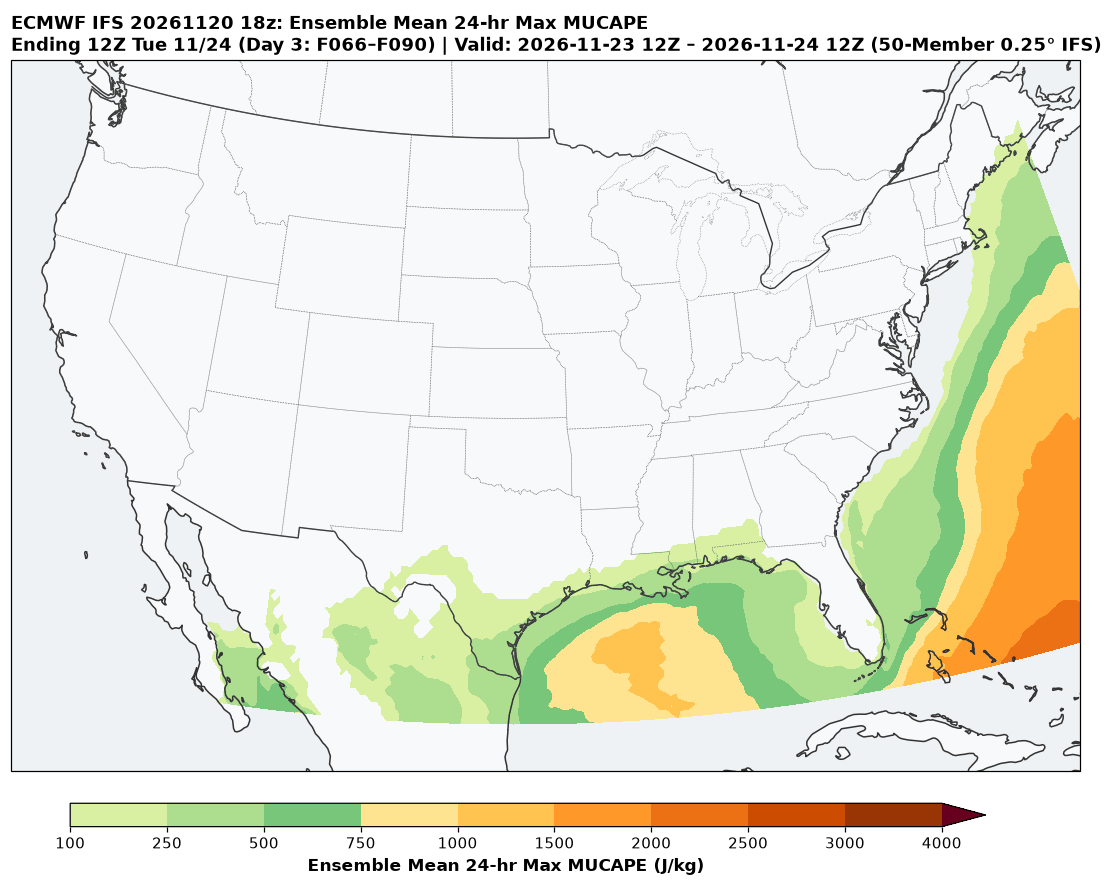 ECMWF IFS 20261120 18z: Ensemble Mean 24-hr Max MUCAPE
Ending 12Z Tue 11/24 (Day 3: F066–F090) | Valid: 2026-11-23 12Z – 2026-11-24 12Z (50-Member 0.25° IFS)
100 250 500 750 1000 1500 2000 2500 3000 4000
Ensemble Mean 24-hr Max MUCAPE (J/kg)